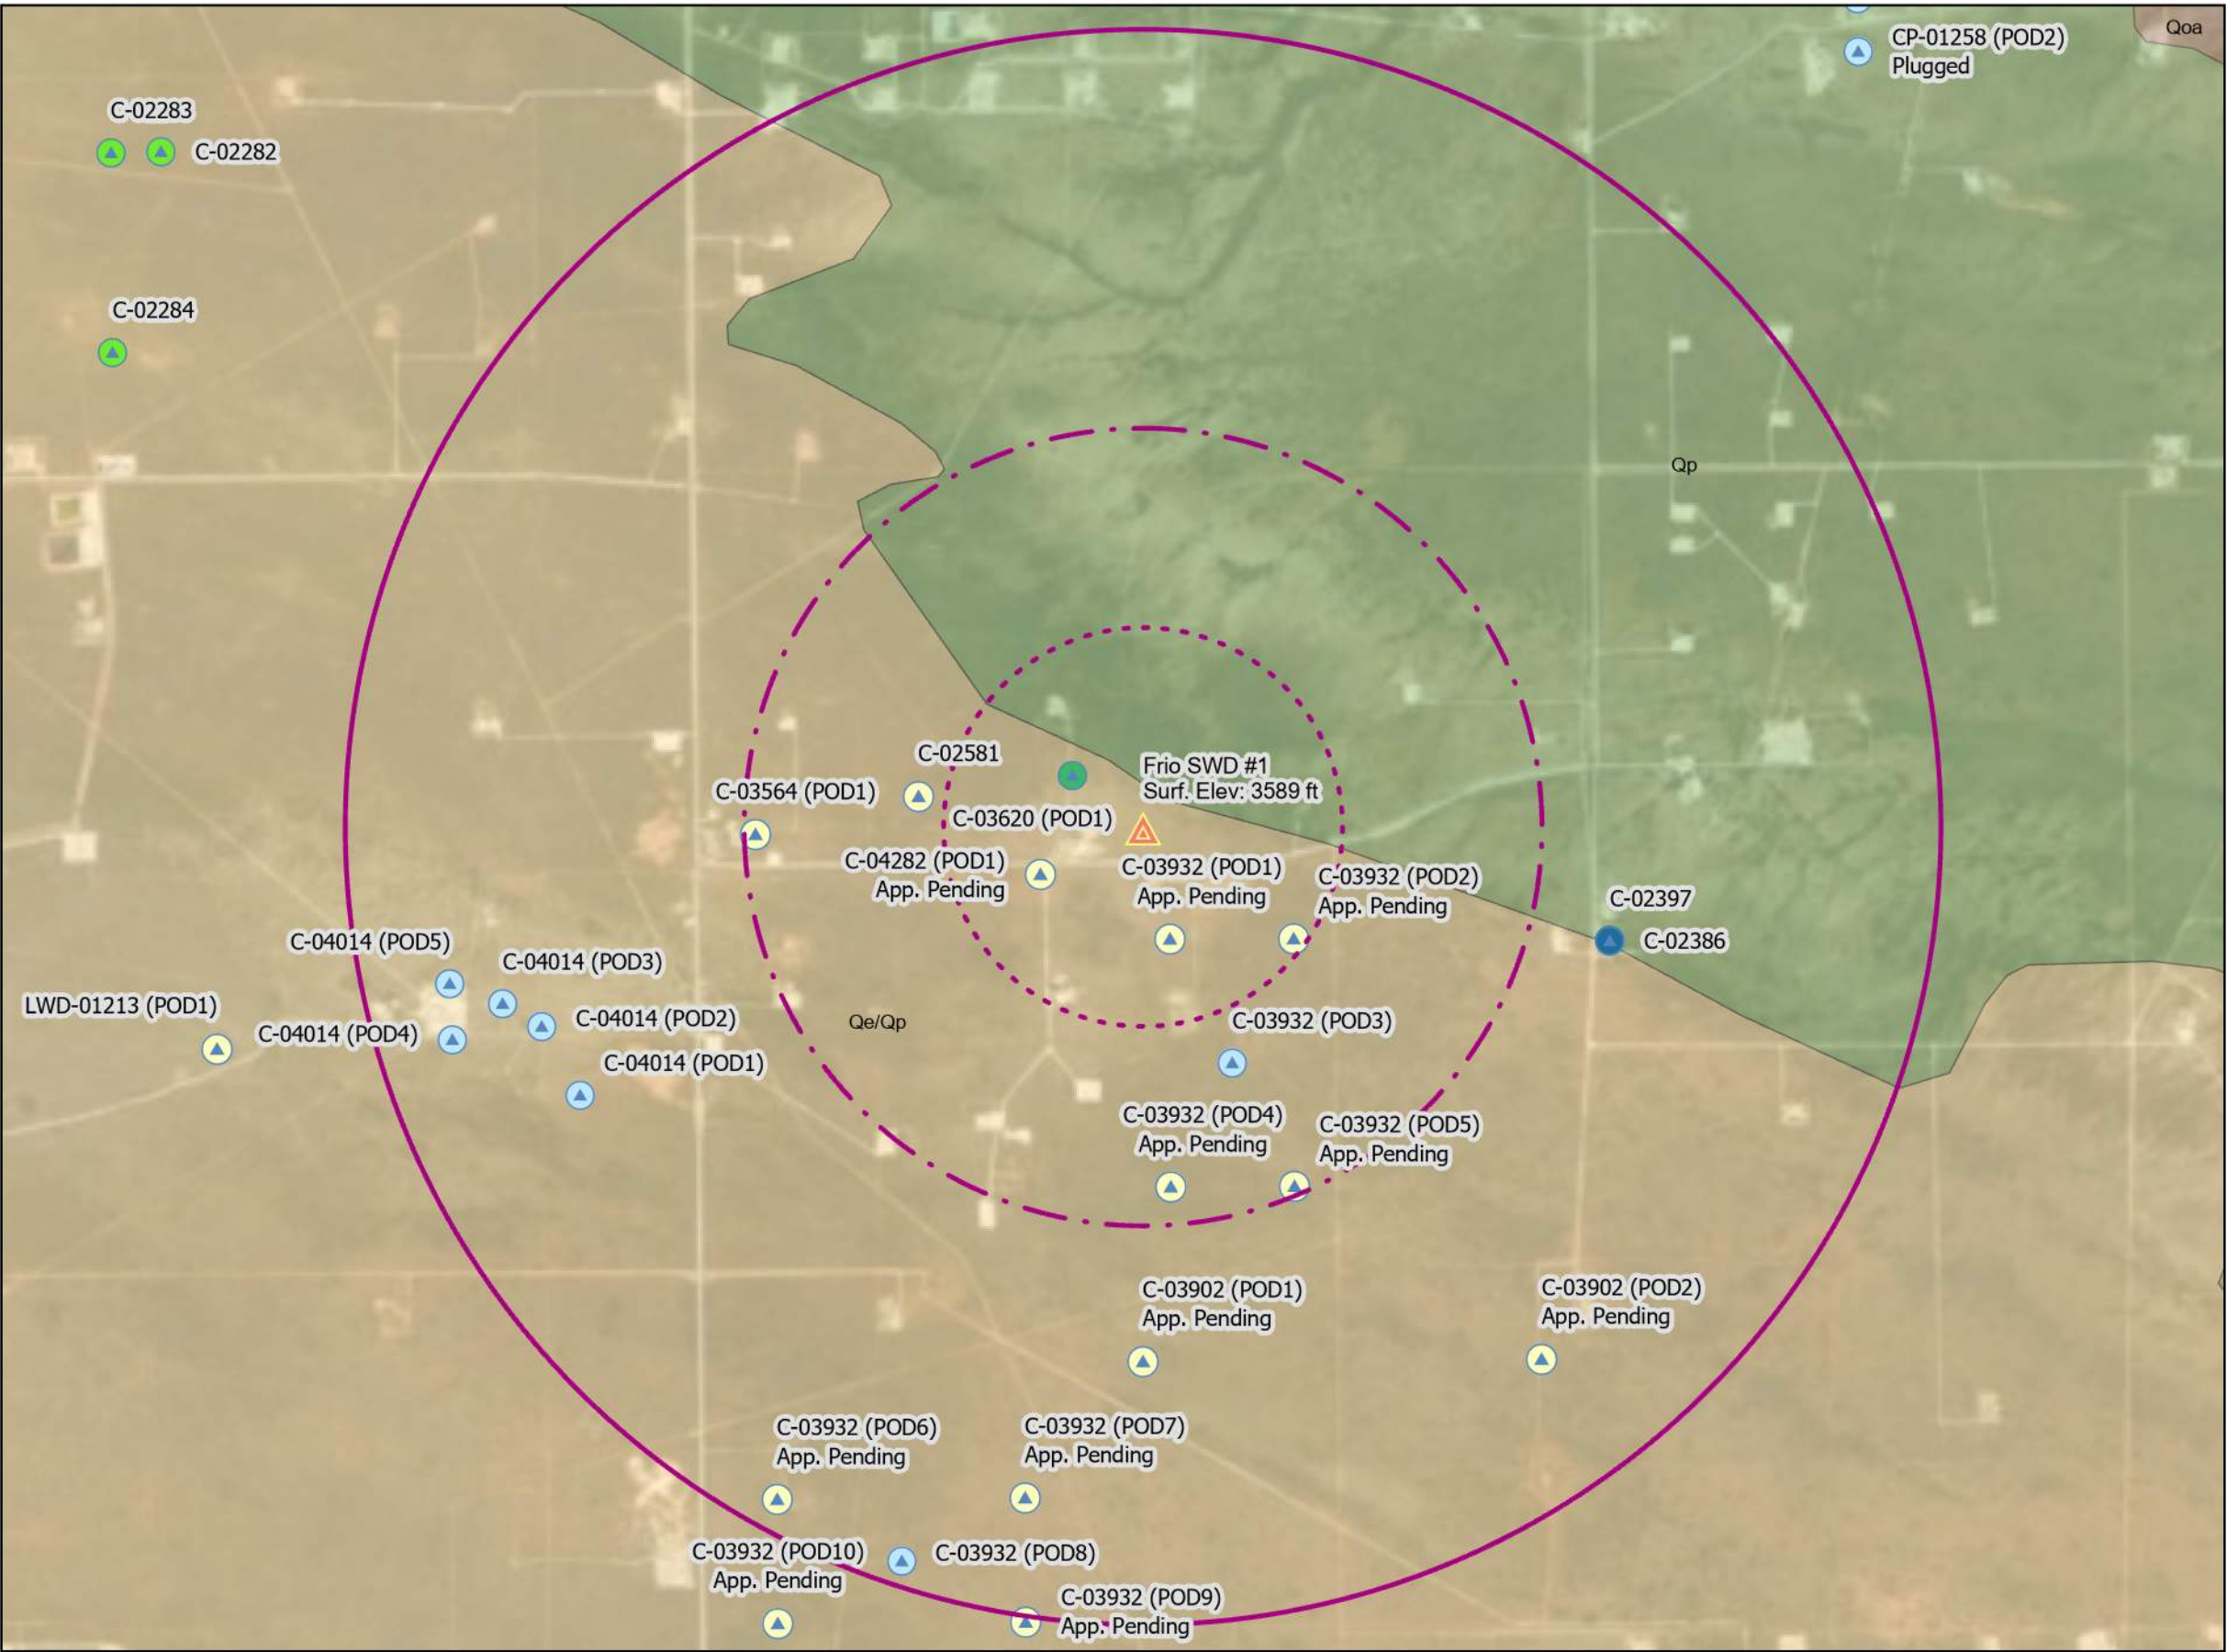 Qoa
CP-01258 (POD2)
Plugged
C-02283
C-02282
C-02284
Qp
C-02581
Frio SWD #1
Surf. Elev: 3589 ft
C-03564 (POD1)
C-03620 (POD1)
C-04282 (POD1)
App. Pending
C-03932 (POD1)
App. Pending
C-03932 (POD2)
App. Pending
C-02397
C-02386
C-04014 (POD5)
C-04014 (POD3)
LWD-01213 (POD1)
C-04014 (POD4)
C-04014 (POD2)
Qe/Qp
C-03932 (POD3)
C-04014 (POD1)
C-03932 (POD4)
App. Pending
C-03932 (POD5)
App. Pending
C-03902 (POD1)
App. Pending
C-03902 (POD2)
App. Pending
C-03932 (POD6)
App. Pending
C-03932 (POD7)
App. Pending
C-03932 (POD10)
App. Pending
C-03932 (POD8)
C-03932 (POD9)
App. Pending